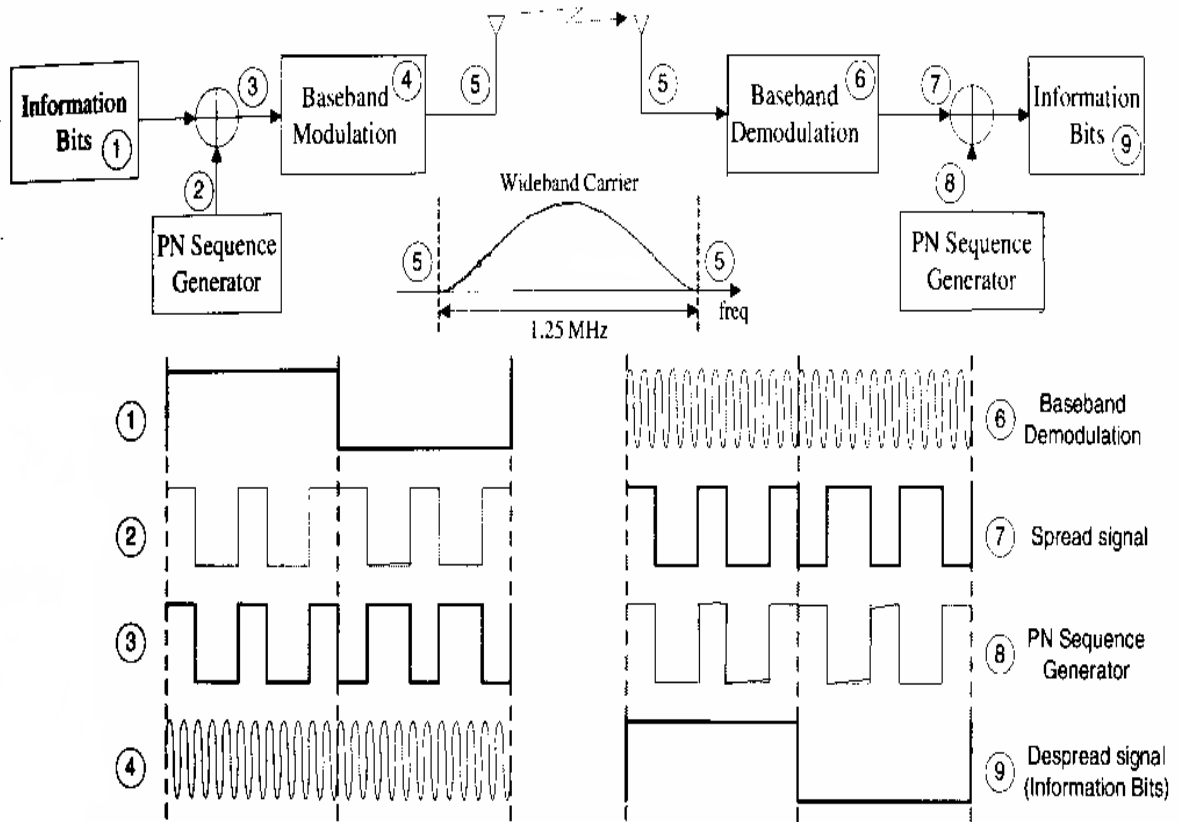 Information
Bits
1
2
3
Baseband
Modulation
4
5
5
Baseband
Demodulation
6
7
8
Information
Bits
9
PN Sequence
Generator
Wideband Carrier
5
5
freq
1.25 MHz
PN Sequence
Generator
1
2
3
4
6
Baseband
Demodulation
7
Spread signal
8
PN Sequence
Generator
9
Despread signal
(Information Bits)